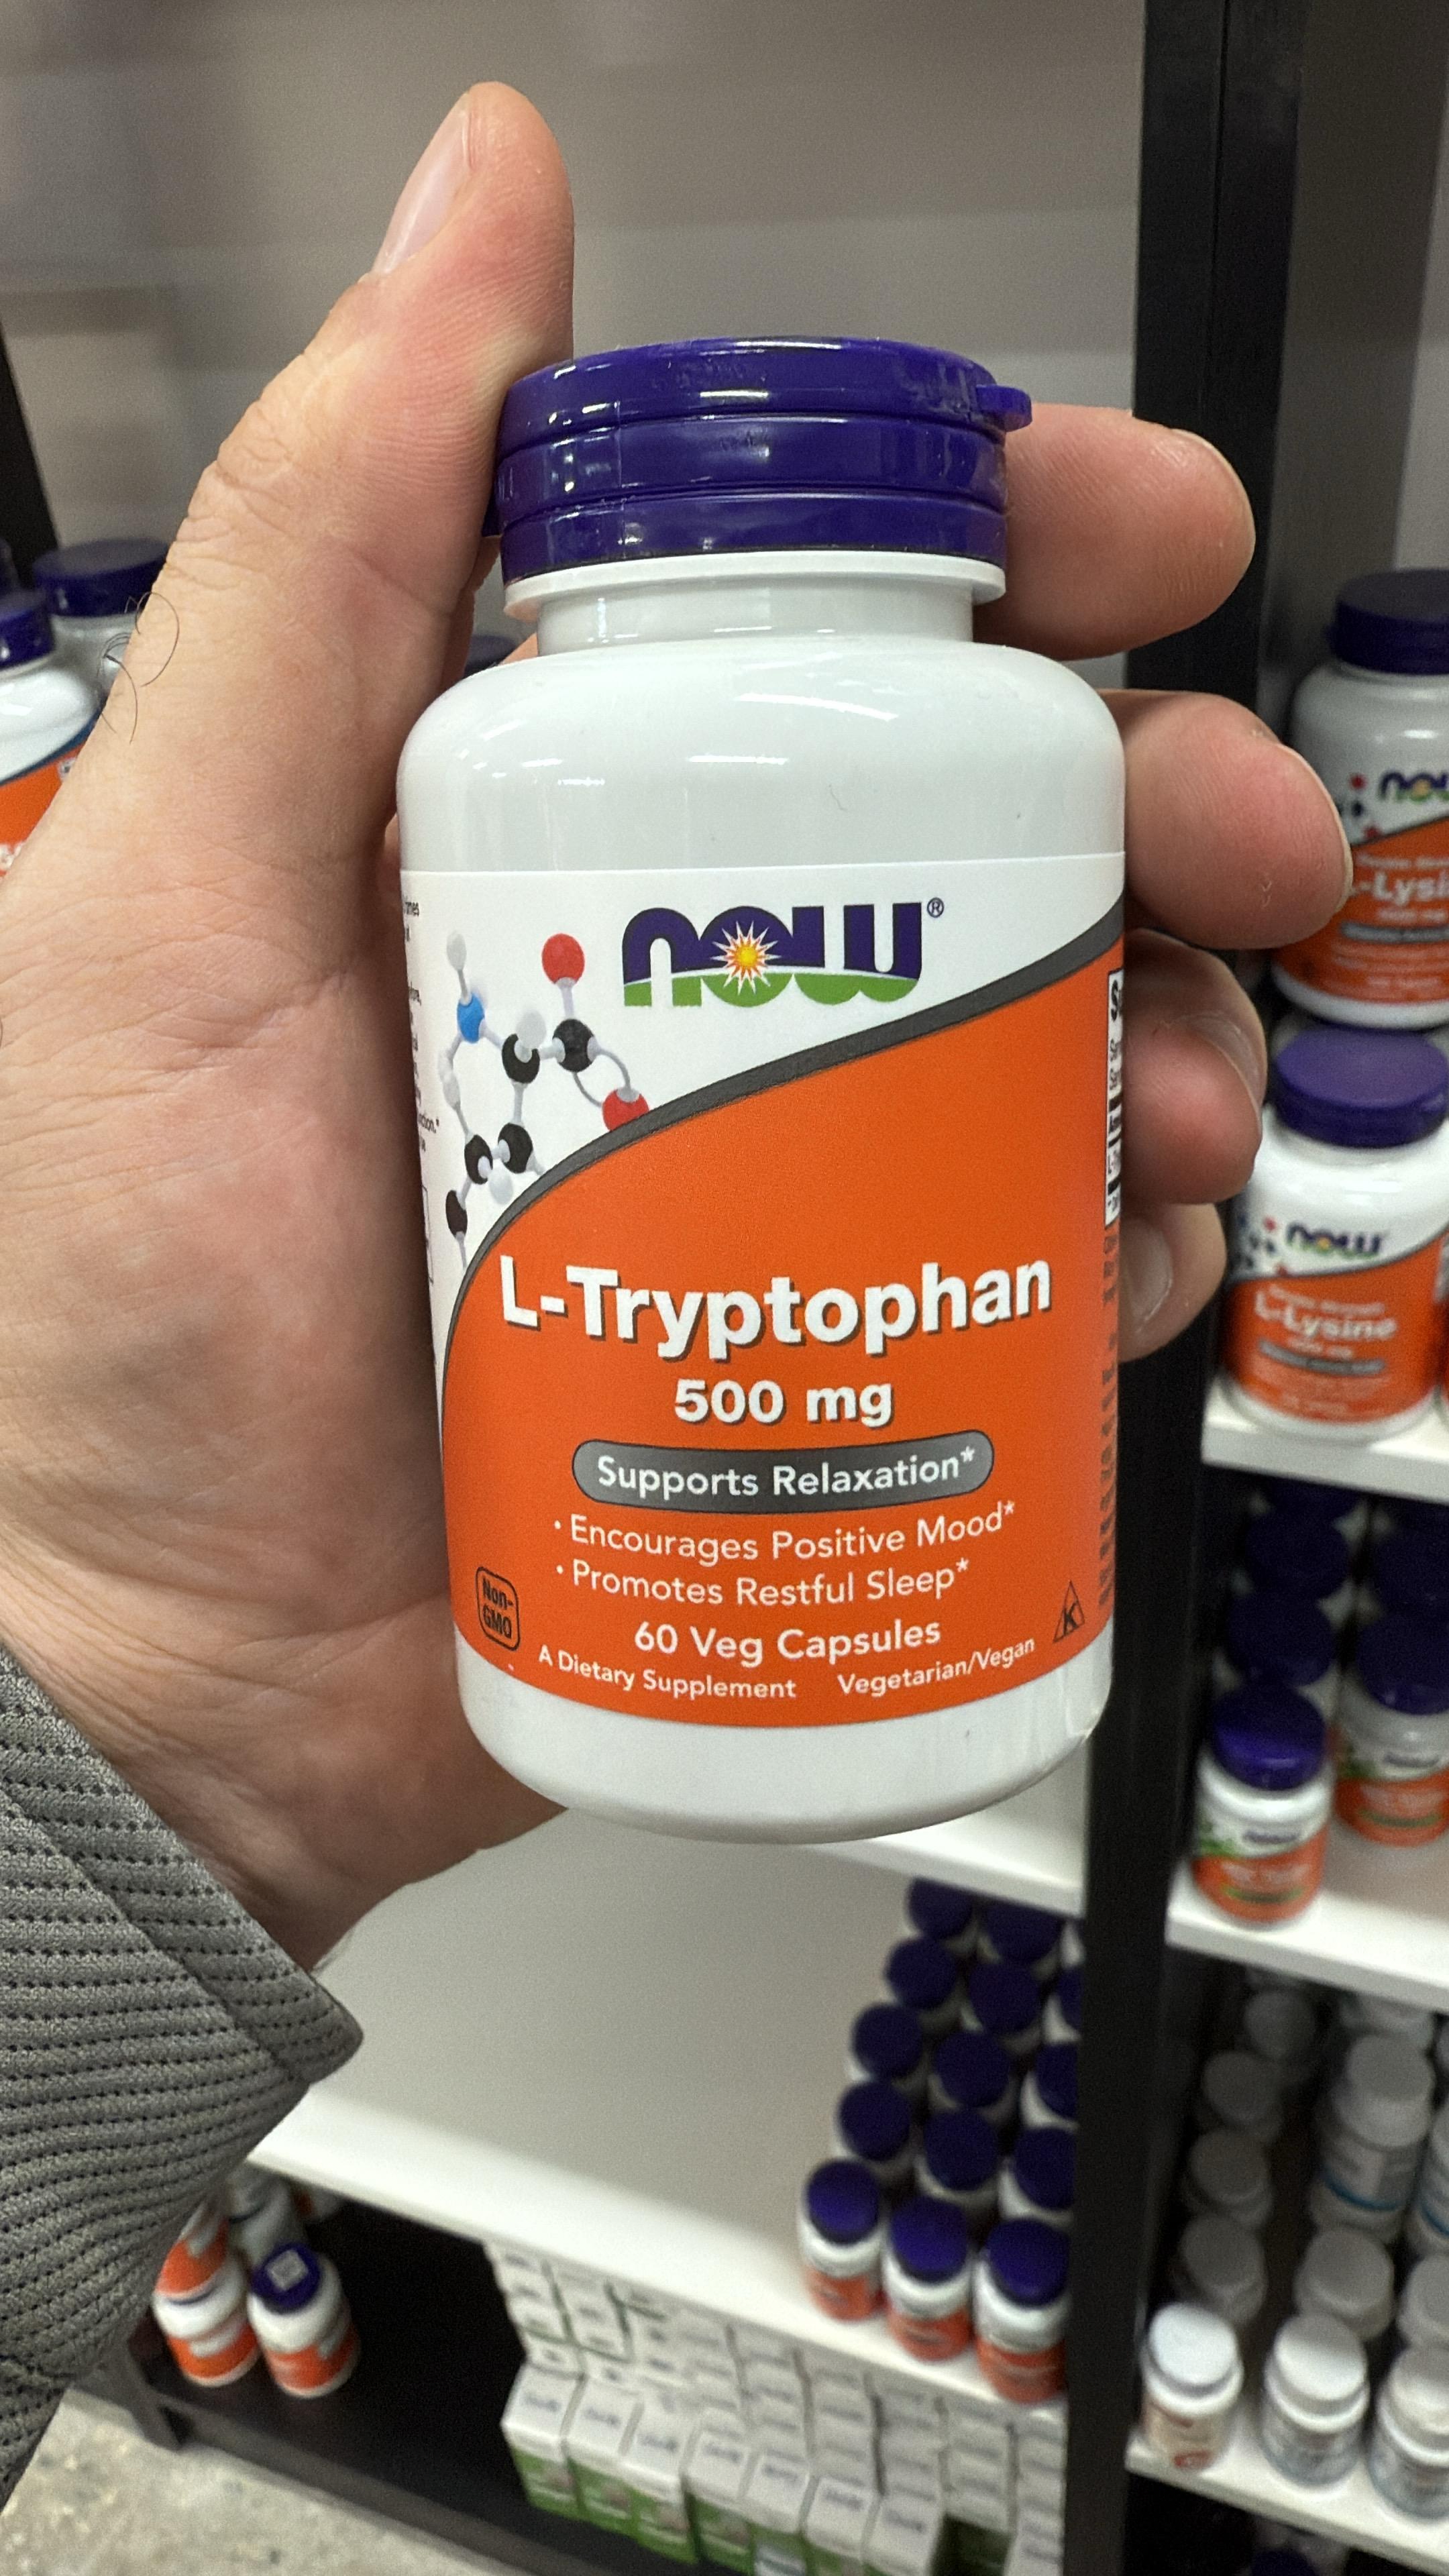 now®
L-Tryptophan
500 mg
Supports Relaxation*
• Encourages Positive Mood*
• Promotes Restful Sleep*
60 Veg Capsules
A Dietary Supplement Vegetarian/Vegan
Non-
GMO
K
now
L-Lysi
now
L-Lysine